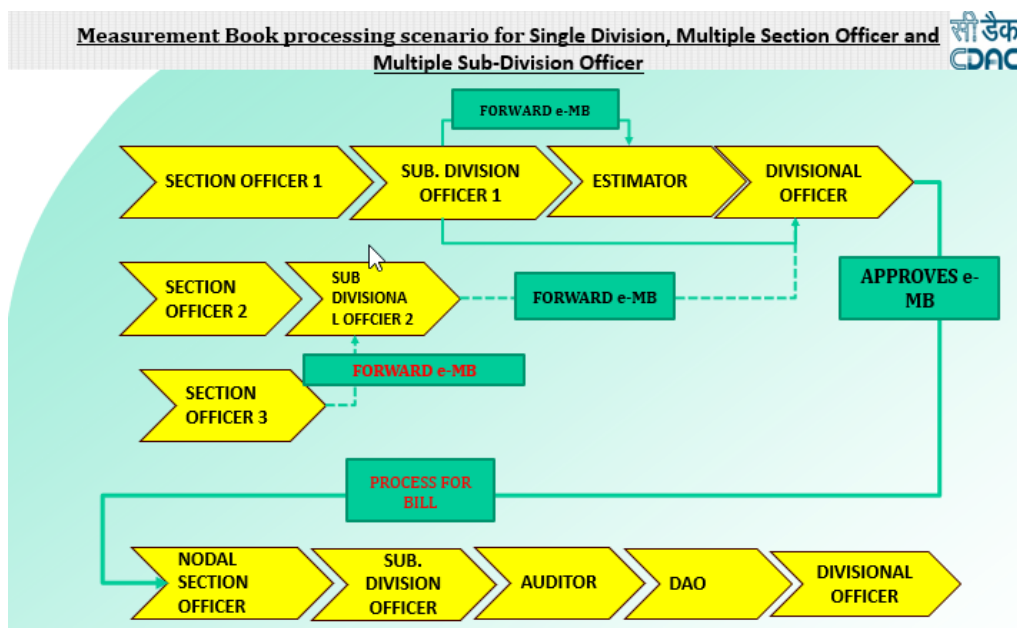 Measurement Book processing scenario for Single Division, Multiple Section Officer and
Multiple Sub-Division Officer
सी डैक
CDAC
FORWARD e-MB
SECTION OFFICER 1
SUB. DIVISION
OFFICER 1
ESTIMATOR
DIVISIONAL
OFFICER
SECTION
OFFICER 2
SUB
DIVISIONA
L OFFCIER 2
FORWARD e-MB
APPROVES e-
MB
FORWARD e-MB
SECTION
OFFICER 3
PROCESS FOR
BILL
NODAL
SECTION
OFFICER
SUB.
DIVISION
OFFICER
AUDITOR
DAO
DIVISIONAL
OFFICER